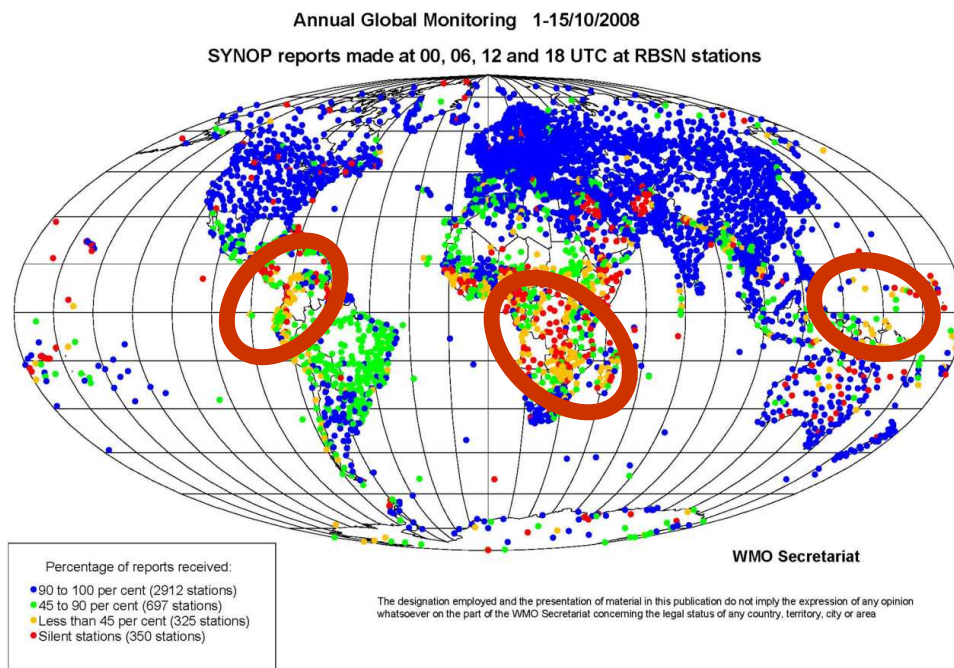 Annual Global Monitoring 1-15/10/2008
SYNOP reports made at 00, 06, 12 and 18 UTC at RBSN stations
WMO Secretariat
Percentage of reports received:
90 to 100 per cent (2912 stations)
45 to 90 per cent (697 stations)
Less than 45 per cent (325 stations)
Silent stations (350 stations)
The designation employed and the presentation of material in this publication do not imply the expression of any opinion
whatsoever on the part of the WMO Secretariat concerning the legal status of any country, territory, city or area